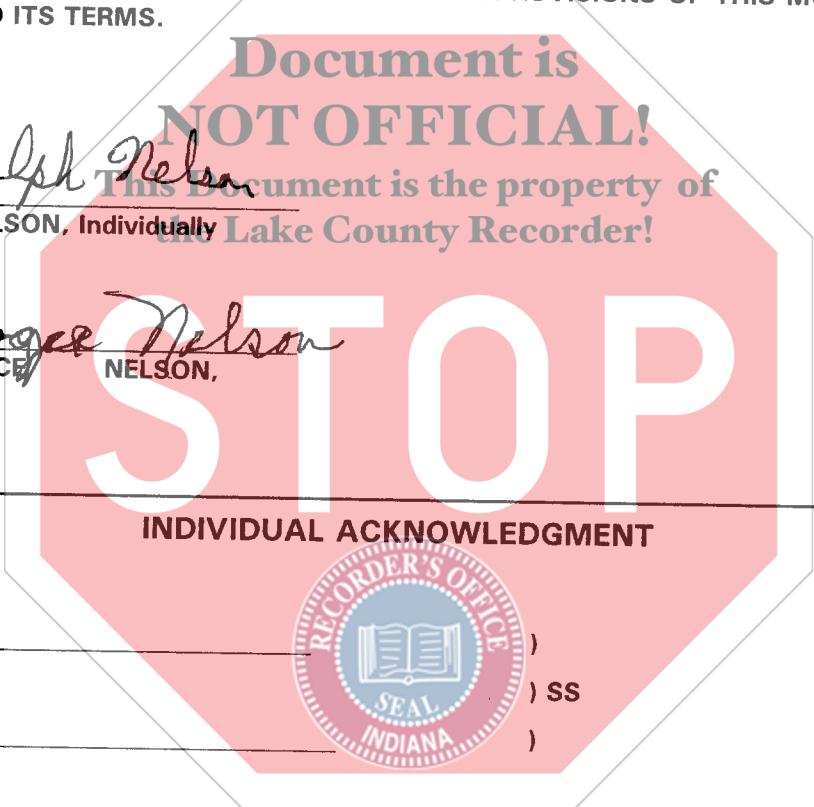 ITS TERMS.
Document is
NOT OFFICIAL!
Nelson
This Document is the property of
LSON, Individually
the Lake County Recorder!
Nelson
NELSON,
STOP
INDIVIDUAL ACKNOWLEDGMENT
RECORDER'S OFFICE
)
) SS
SEAL
INDIANA
)